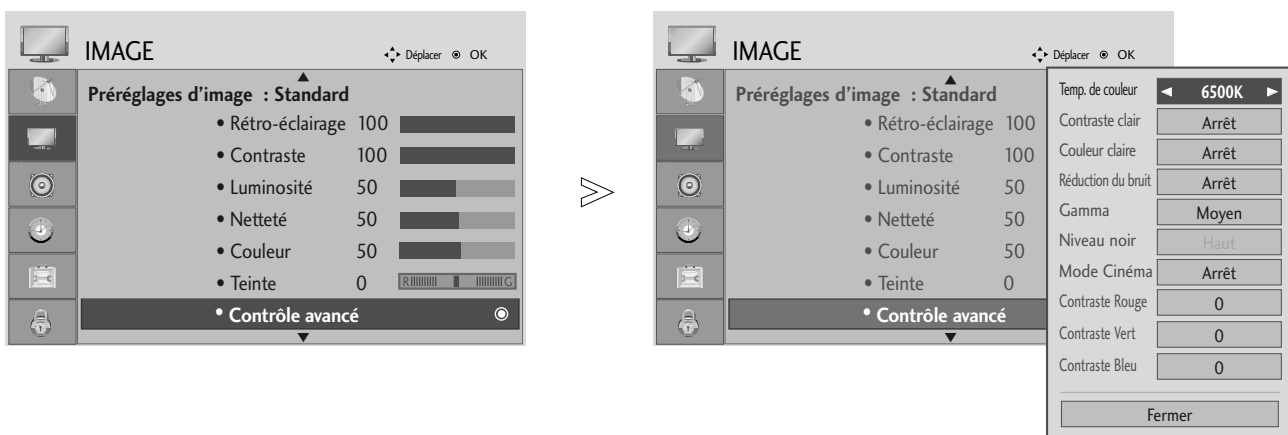 IMAGE
Déplacer OK
Préréglages d'image : Standard
• Rétro-éclairage 100
• Contraste 100
• Luminosité 50
• Netteté 50
• Couleur 50
• Teinte 0 R G
• Contrôle avancé
IMAGE
Déplacer OK
Préréglages d'image : Standard
• Rétro-éclairage 100
• Contraste 100
• Luminosité 50
• Netteté 50
• Couleur 50
• Teinte 0
• Contrôle avancé
Temp. de couleur 6500K
Contraste clair Arrêt
Couleur claire Arrêt
Réduction du bruit Arrêt
Gamma Moyen
Niveau noir Haut
Mode Cinéma Arrêt
Contraste Rouge 0
Contraste Vert 0
Contraste Bleu 0
Fermer